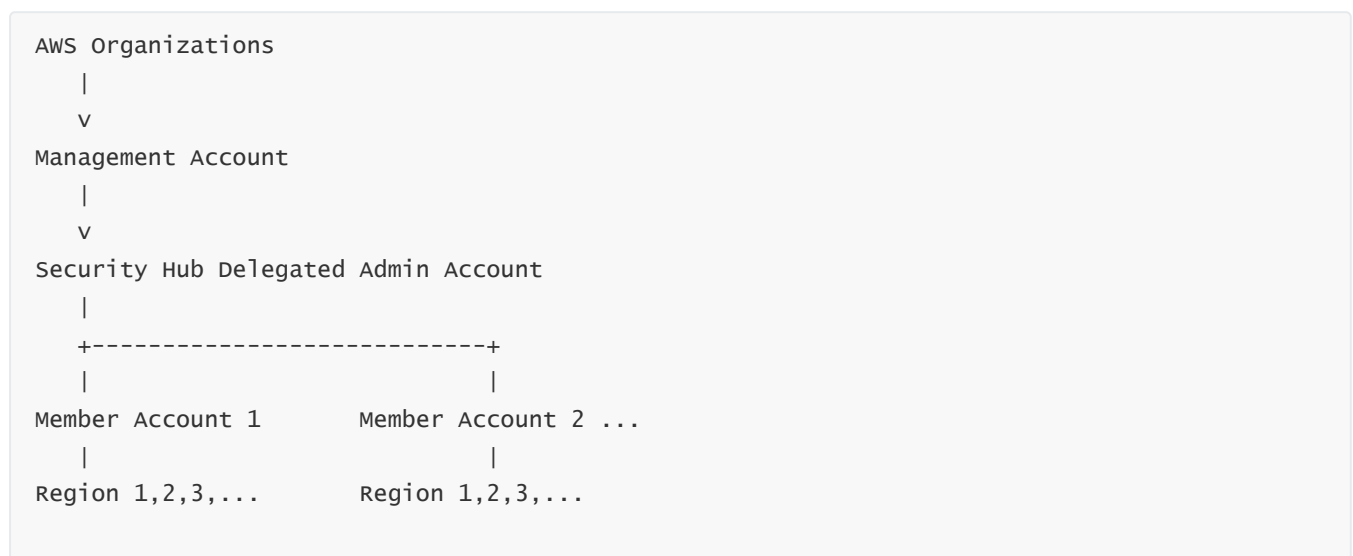 AWS Organizations
   |
   v
Management Account
   |
   v
Security Hub Delegated Admin Account
   |
   +----------------------------+
   |                            |
Member Account 1       Member Account 2 ...
   |                            |
Region 1,2,3,...       Region 1,2,3,...